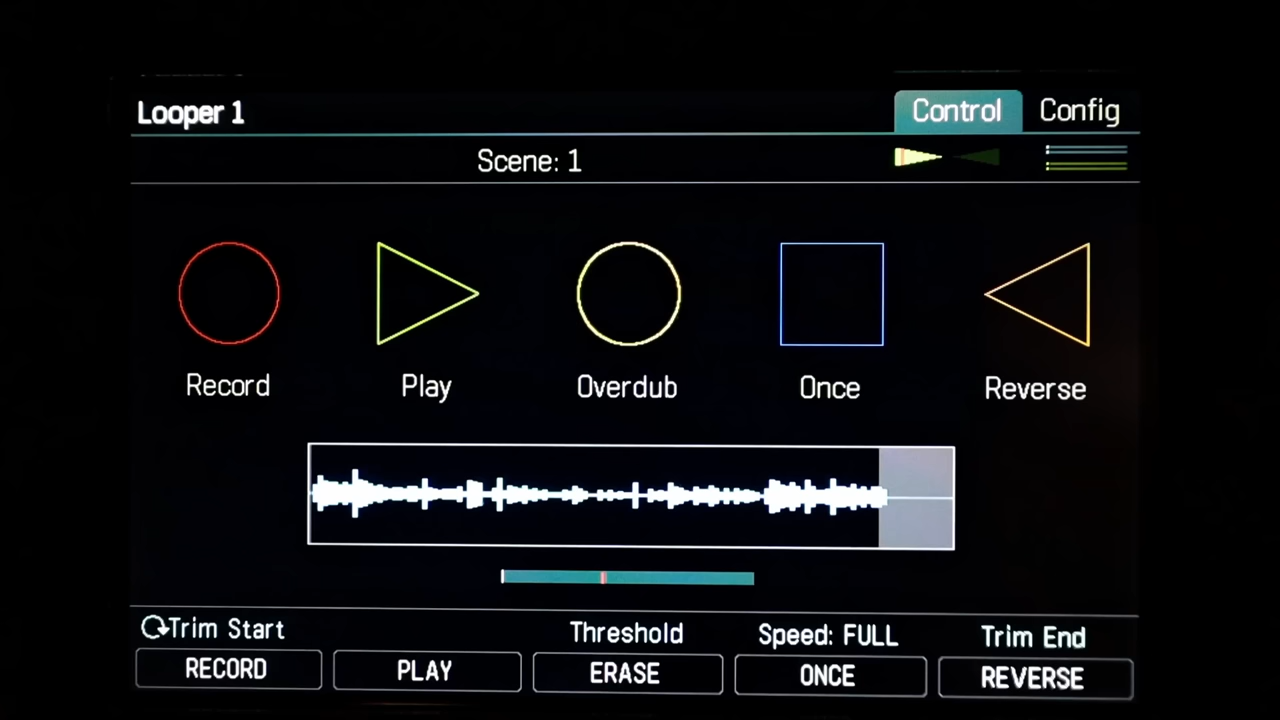 Looper 1
Control
Config
Scene: 1
Record
Play
Overdub
Once
Reverse
Trim Start
Threshold
Speed: FULL
Trim End
RECORD
PLAY
ERASE
ONCE
REVERSE